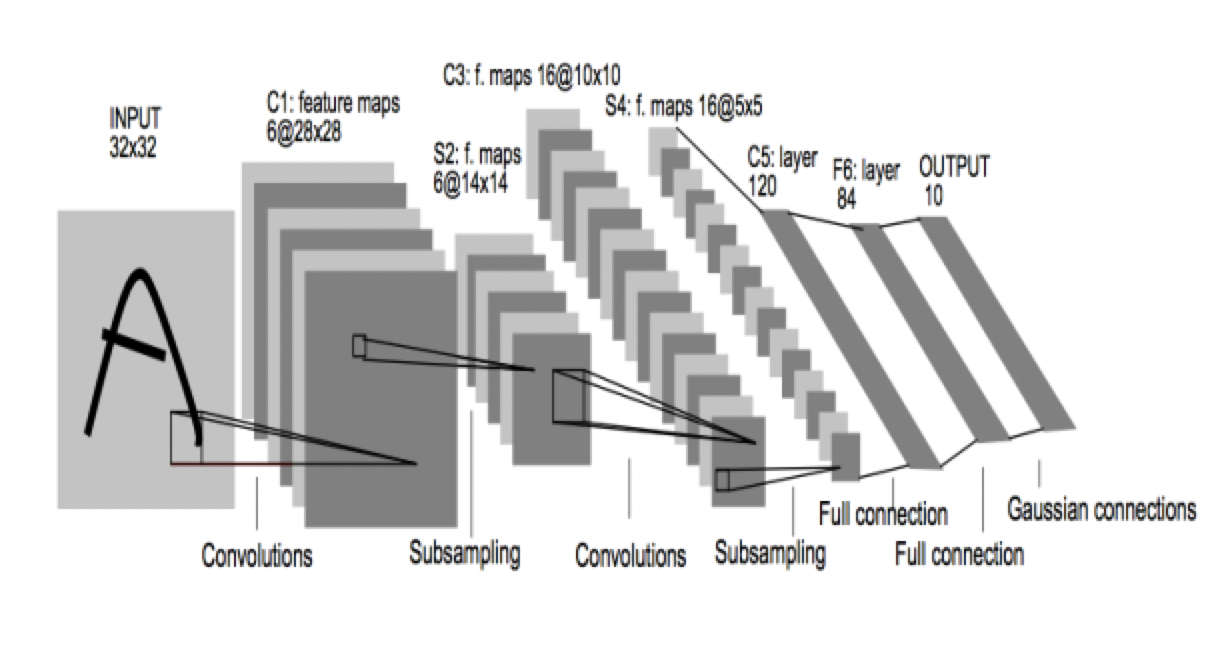 INPUT
32x32
C1: feature maps
6@28x28
S2: f. maps
6@14x14
C3: f. maps 16@10x10
S4: f. maps 16@5x5
C5: layer
120
F6: layer
84
OUTPUT
10
A
Convolutions
Subsampling
Convolutions
Subsampling
Full connection
Full connection
Gaussian connections